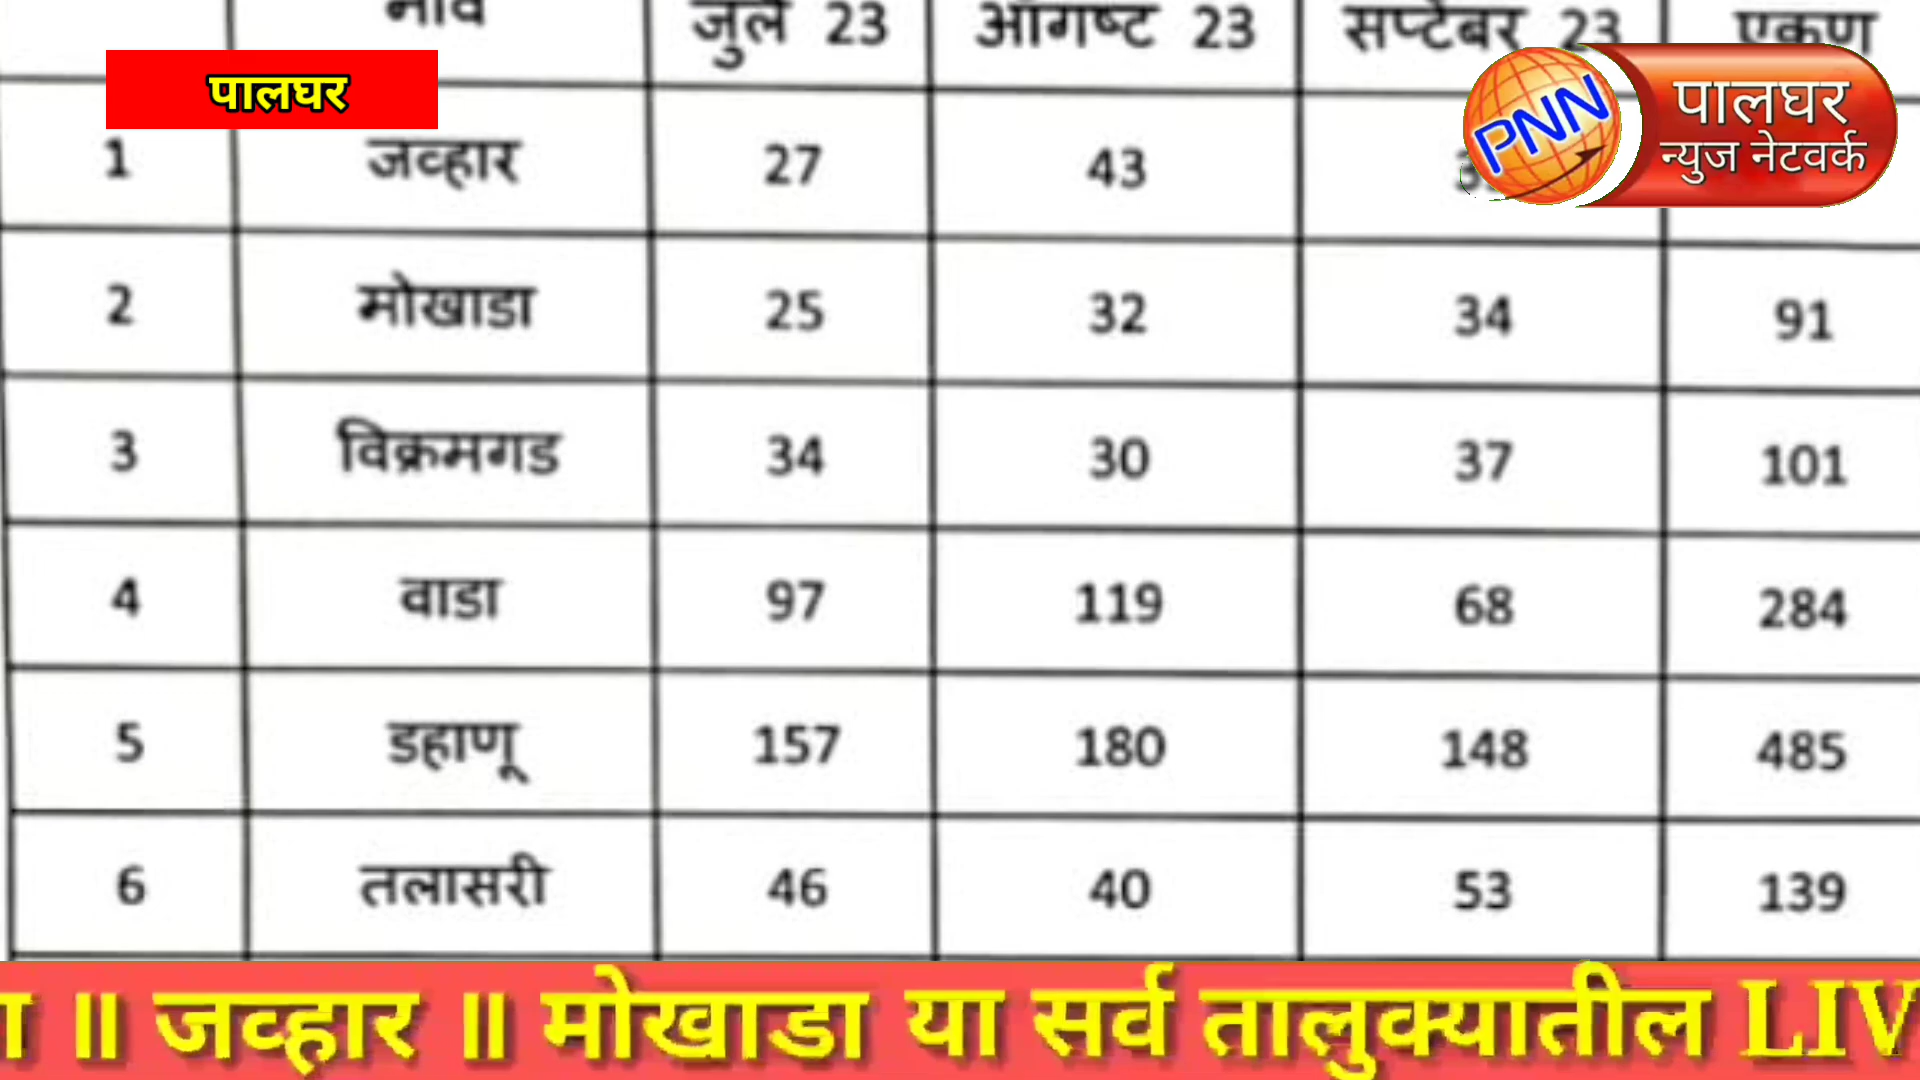 नाव जुलै 23 ऑगष्ट 23 सप्टेंबर 23 एकूण
पालघर
PNN पालघर
न्युज नेटवर्क
1 जव्हार 27 43
2 मोखाडा 25 32 34 91
3 विक्रमगड 34 30 37 101
4 वाडा 97 119 68 284
5 डहाणू 157 180 148 485
6 तलासरी 46 40 53 139
॥ जव्हार ॥ मोखाडा या सर्व तालुक्यातील LIV